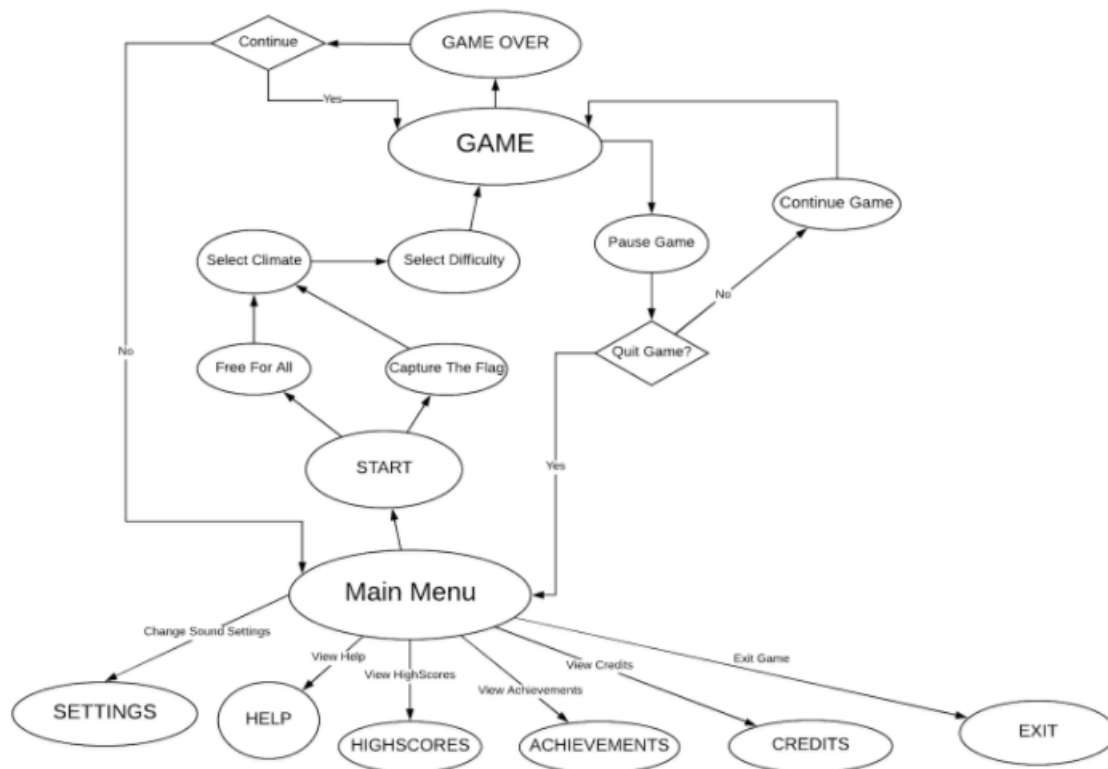 Continue
GAME OVER
Yes
GAME
Continue Game
Pause Game
Select Climate
Select Difficulty
No
No
Quit Game?
Free For All
Capture The Flag
START
Yes
Main Menu
Change Sound Settings
View Help
View HighScores
View Achievements
View Credits
Exit Game
SETTINGS
HELP
HIGHSCORES
ACHIEVEMENTS
CREDITS
EXIT